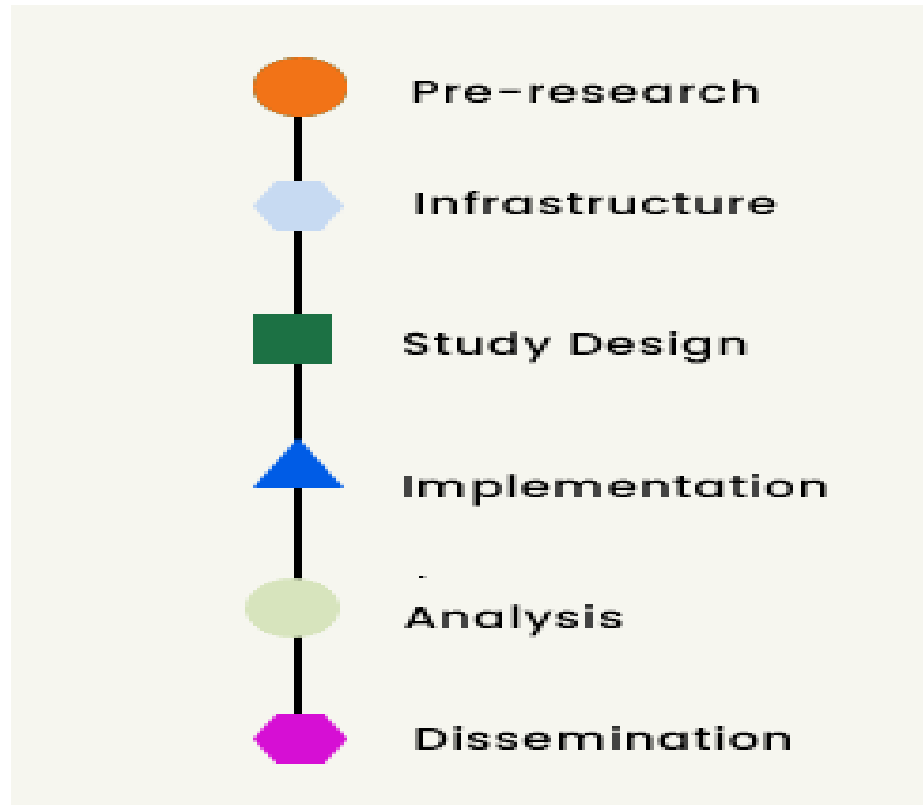 Pre-research
Infrastructure
Study Design
Implementation
Analysis
Dissemination